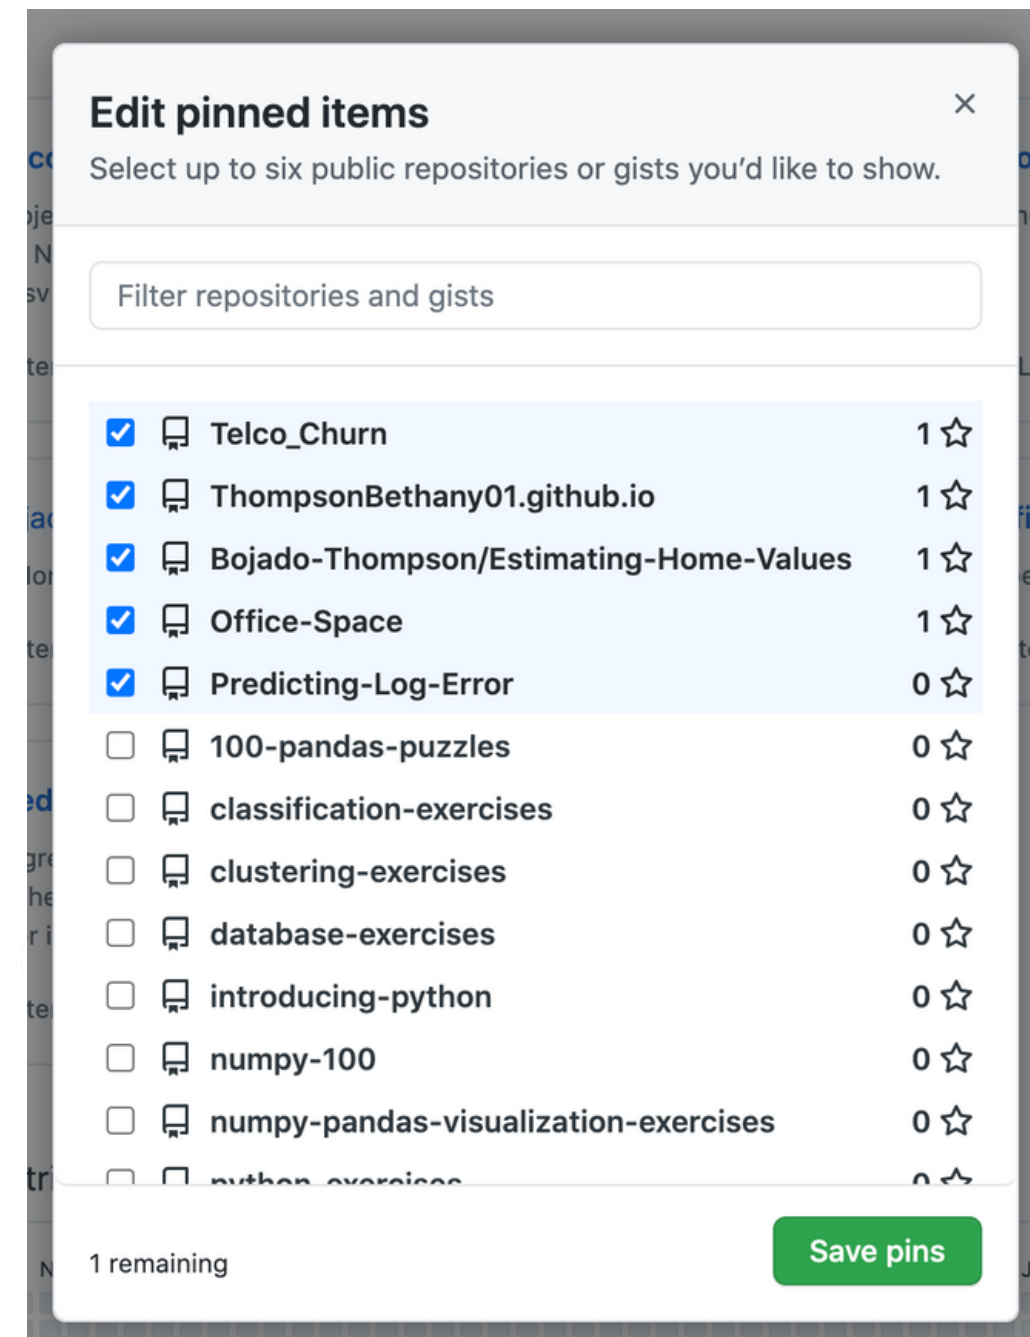 Edit pinned items
Select up to six public repositories or gists you’d like to show.
Filter repositories and gists
Telco_Churn 1
ThompsonBethany01.github.io 1
Bojado-Thompson/Estimating-Home-Values 1
Office-Space 1
Predicting-Log-Error 0
100-pandas-puzzles 0
classification-exercises 0
clustering-exercises 0
database-exercises 0
introducing-python 0
numpy-100 0
numpy-pandas-visualization-exercises 0
1 remaining
Save pins